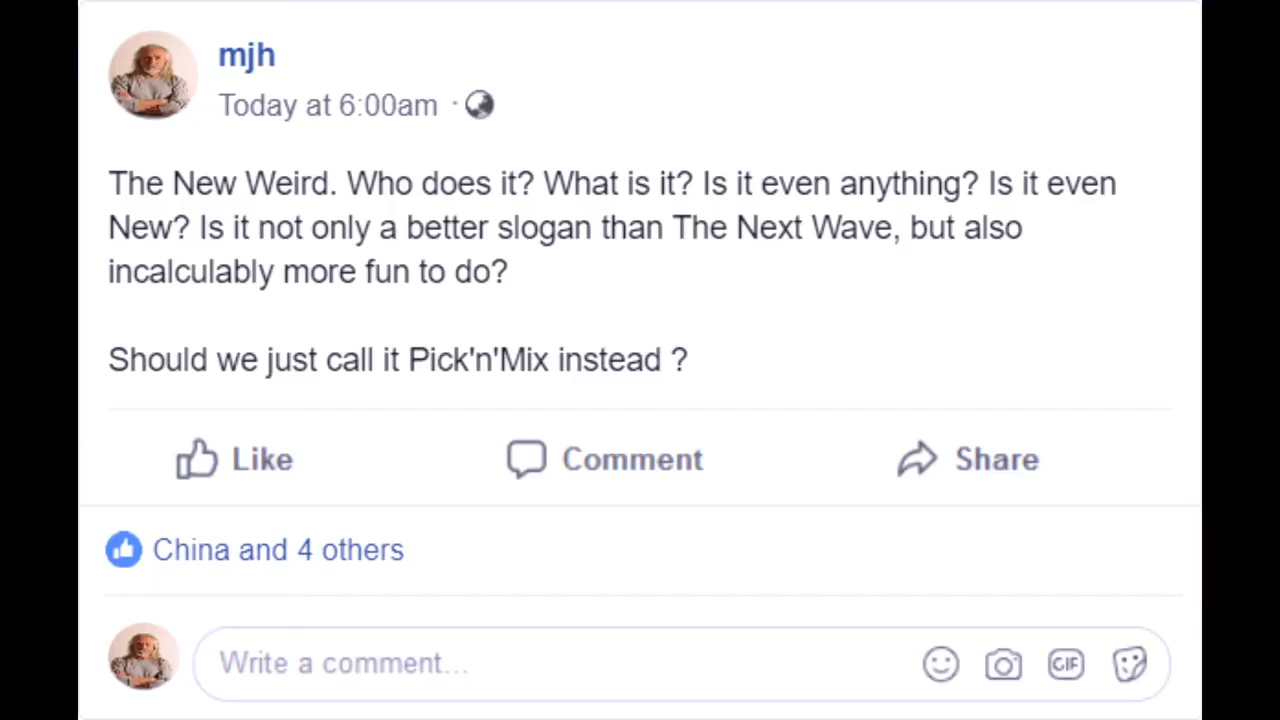 mjh
Today at 6:00am ·
The New Weird. Who does it? What is it? Is it even anything? Is it even
New? Is it not only a better slogan than The Next Wave, but also
incalculably more fun to do?
Should we just call it Pick'n'Mix instead ?
Like Comment Share
China and 4 others
Write a comment... GIF